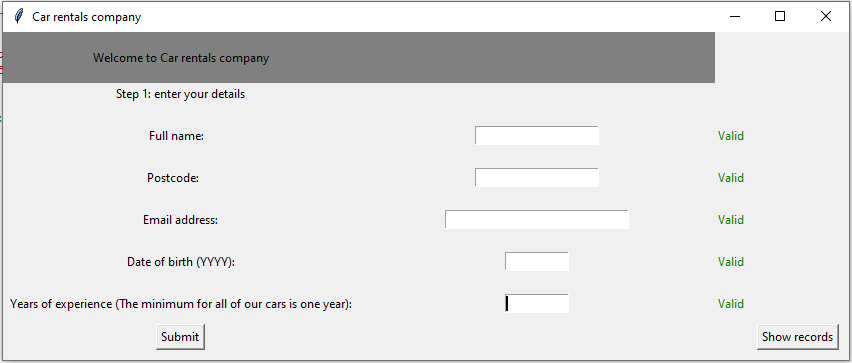 Car rentals company
Welcome to Car rentals company
Step 1: enter your details
Full name: Valid
Postcode: Valid
Email address: Valid
Date of birth (YYYY): Valid
Years of experience (The minimum for all of our cars is one year): Valid
Submit Show records